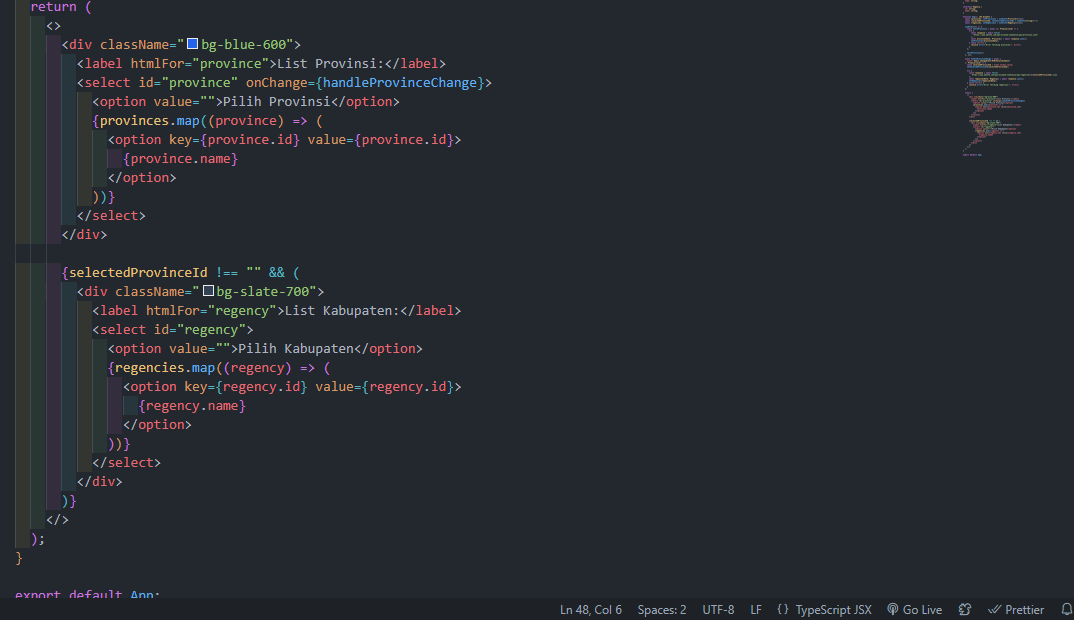 return (
<>
<div className="bg-blue-600">
<label htmlFor="province">List Provinsi:</label>
<select id="province" onChange={handleProvinceChange}>
<option value="">Pilih Provinsi</option>
{provinces.map((province) => (
<option key={province.id} value={province.id}>
{province.name}
</option>
))}
</select>
</div>
{selectedProvinceId !== "" && (
<div className="bg-slate-700">
<label htmlFor="regency">List Kabupaten:</label>
<select id="regency">
<option value="">Pilih Kabupaten</option>
{regencies.map((regency) => (
<option key={regency.id} value={regency.id}>
{regency.name}
</option>
))}
</select>
</div>
)}
</>
);
}
export default App;
Ln 48, Col 6 Spaces: 2 UTF-8 LF {} TypeScript JSX Go Live Prettier